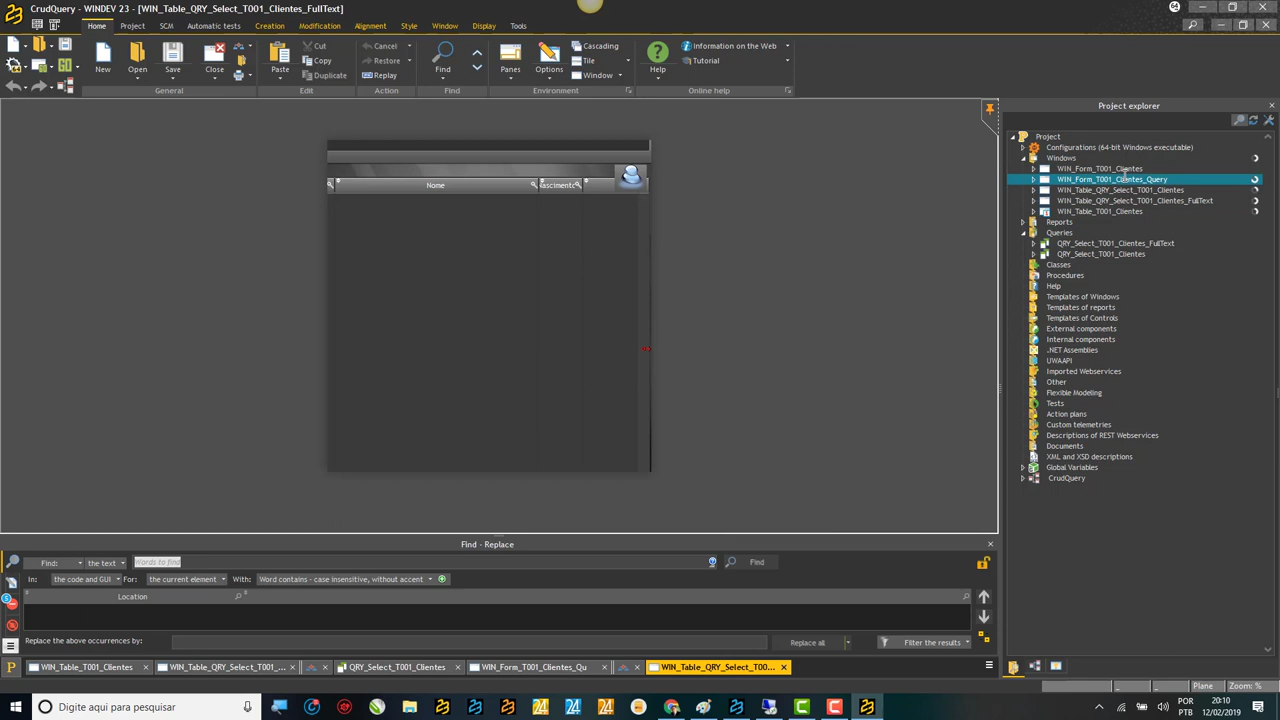 CrudQuery - WINDEV 23 - [WIN_Table_QRY_Select_T001_Clientes_FullText]
64
Home Project SCM Automatic tests Creation Modification Alignment Style Window Display Tools
New Open Save Close Paste Cut Copy Duplicate Cancel Restore Replay Find Panes Options Cascading Tile Window Help Information on the Web Tutorial
GO
General Edit Action Find Environment Online help
Project explorer
Project
Configurations (64-bit Windows executable)
Windows
WIN_Form_T001_Clientes
WIN_Form_T001_Clientes_Query
WIN_Table_QRY_Select_T001_Clientes
WIN_Table_QRY_Select_T001_Clientes_FullText
WIN_Table_T001_Clientes
Reports
Queries
QRY_Select_T001_Clientes_FullText
QRY_Select_T001_Clientes
Classes
Procedures
Help
Templates of Windows
Templates of reports
Templates of Controls
External components
Internal components
.NET Assemblies
UWAAPI
Imported Webservices
Other
Flexible Modeling
Tests
Action plans
Custom telemetries
Descriptions of REST Webservices
Documents
XML and XSD descriptions
Global Variables
CrudQuery
Nome
Find - Replace
Find: the text Words to find Find
In: the code and GUI For: the current element With: Word contains - case insensitive, without accent
Location
Replace the above occurrences by: Replace all Filter the results
WIN_Table_T001_Clientes WIN_Table_QRY_Select_T001_... QRY_Select_T001_Clientes WIN_Form_T001_Clientes_Qu WIN_Table_QRY_Select_T00...
Plane Zoom: %
Digite aqui para pesquisar
24 24 24
POR
PTB
20:10
12/02/2019